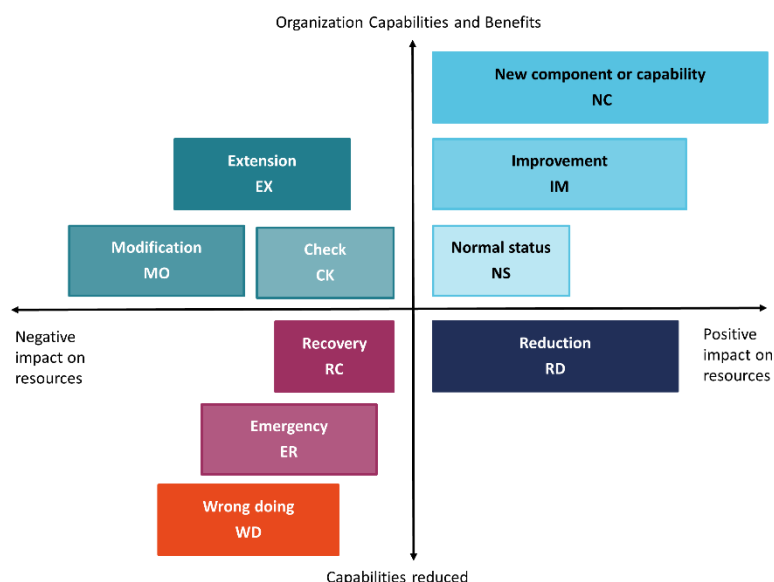 Organization Capabilities and Benefits
New component or capability
NC
Extension
EX
Improvement
IM
Modification
MO
Check
CK
Normal status
NS
Negative
impact on
resources
Recovery
RC
Reduction
RD
Positive
impact on
resources
Emergency
ER
Wrong doing
WD
Capabilities reduced